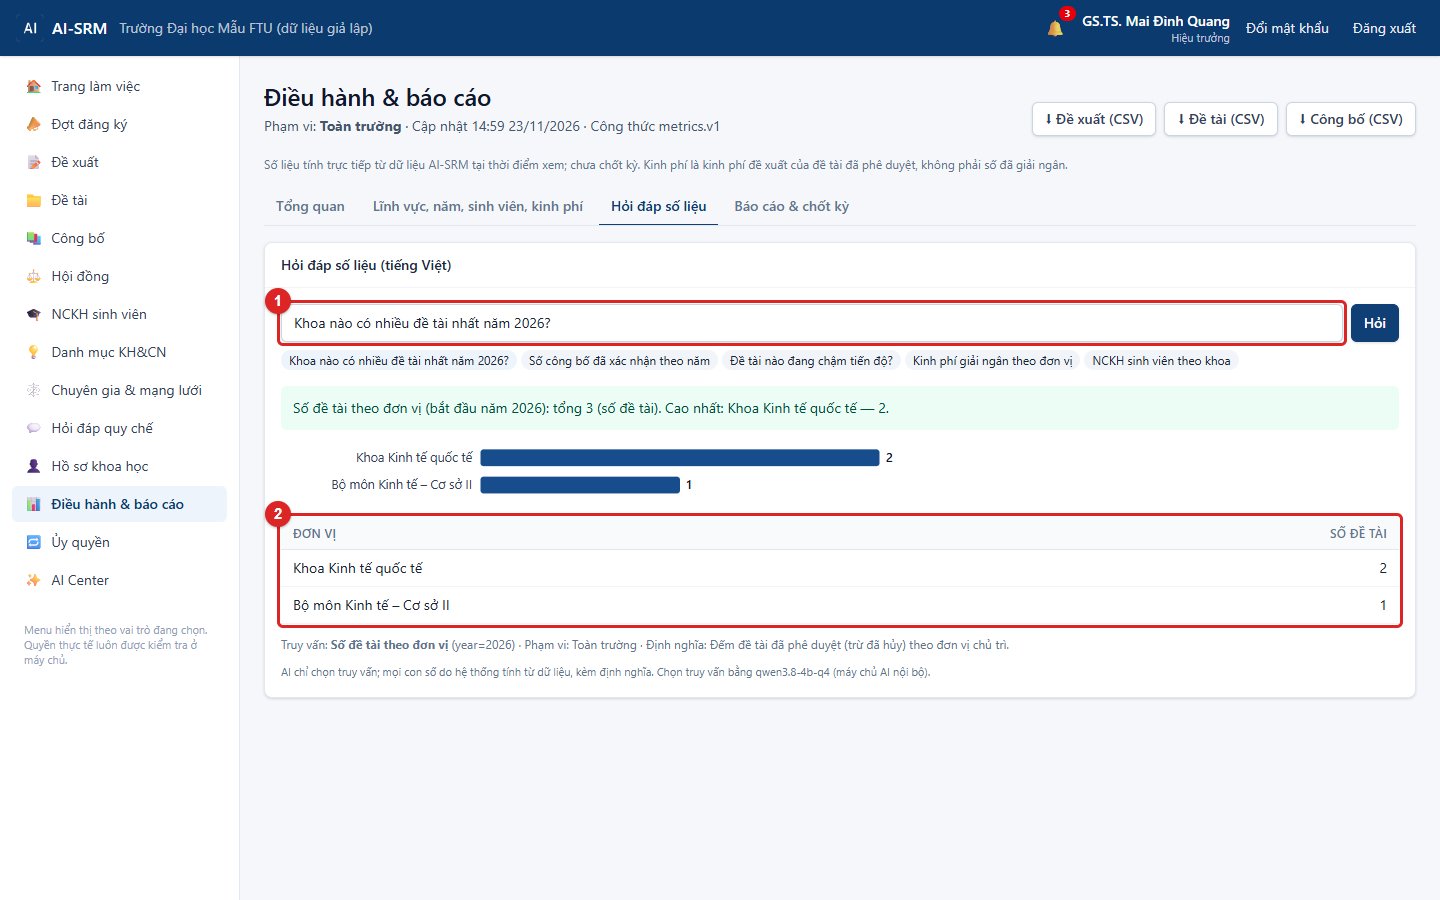 AI AI-SRM Trường Đại học Mẫu FTU (dữ liệu giả lập)
3
GS.TS. Mai Đình Quang
Hiệu trưởng
Đổi mật khẩu
Đăng xuất
Trang làm việc
Đợt đăng ký
Đề xuất
Đề tài
Công bố
Hội đồng
NCKH sinh viên
Danh mục KH&CN
Chuyên gia & mạng lưới
Hỏi đáp quy chế
Hồ sơ khoa học
Điều hành & báo cáo
Ủy quyền
AI Center
Menu hiển thị theo vai trò đang chọn.
Quyền thực tế luôn được kiểm tra ở
máy chủ.
Điều hành & báo cáo
Phạm vi: Toàn trường · Cập nhật 14:59 23/11/2026 · Công thức metrics.v1
⭳ Đề xuất (CSV)
⭳ Đề tài (CSV)
⭳ Công bố (CSV)
Số liệu tính trực tiếp từ dữ liệu AI-SRM tại thời điểm xem; chưa chốt kỳ. Kinh phí là kinh phí đề xuất của đề tài đã phê duyệt, không phải số đã giải ngân.
Tổng quan
Lĩnh vực, năm, sinh viên, kinh phí
Hỏi đáp số liệu
Báo cáo & chốt kỳ
Hỏi đáp số liệu (tiếng Việt)
1
Khoa nào có nhiều đề tài nhất năm 2026?
Hỏi
Khoa nào có nhiều đề tài nhất năm 2026?
Số công bố đã xác nhận theo năm
Đề tài nào đang chậm tiến độ?
Kinh phí giải ngân theo đơn vị
NCKH sinh viên theo khoa
Số đề tài theo đơn vị (bắt đầu năm 2026): tổng 3 (số đề tài). Cao nhất: Khoa Kinh tế quốc tế — 2.
Khoa Kinh tế quốc tế 2
Bộ môn Kinh tế – Cơ sở II 1
2
ĐƠN VỊ SỐ ĐỀ TÀI
Khoa Kinh tế quốc tế 2
Bộ môn Kinh tế – Cơ sở II 1
Truy vấn: Số đề tài theo đơn vị (year=2026) · Phạm vi: Toàn trường · Định nghĩa: Đếm đề tài đã phê duyệt (trừ đã hủy) theo đơn vị chủ trì.
AI chỉ chọn truy vấn; mọi con số do hệ thống tính từ dữ liệu, kèm định nghĩa. Chọn truy vấn bằng qwen3.8-4b-q4 (máy chủ AI nội bộ).